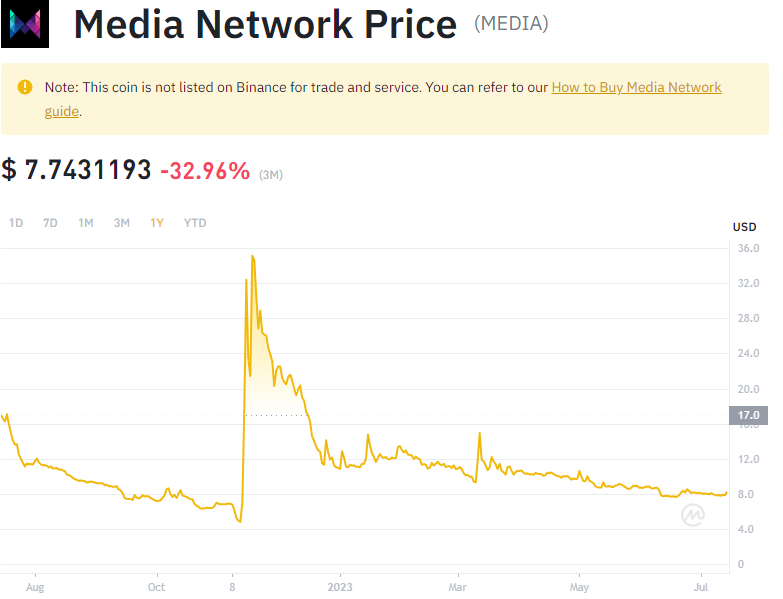 Media Network Price (MEDIA)
Note: This coin is not listed on Binance for trade and service. You can refer to our How to Buy Media Network
guide.
$ 7.7431193 -32.96% (3M)
1D 7D 1M 3M 1Y YTD
USD
36.0
32.0
28.0
24.0
20.0
17.0
16.0
12.0
8.0
4.0
0
Aug Oct 8 2023 Mar May Jul